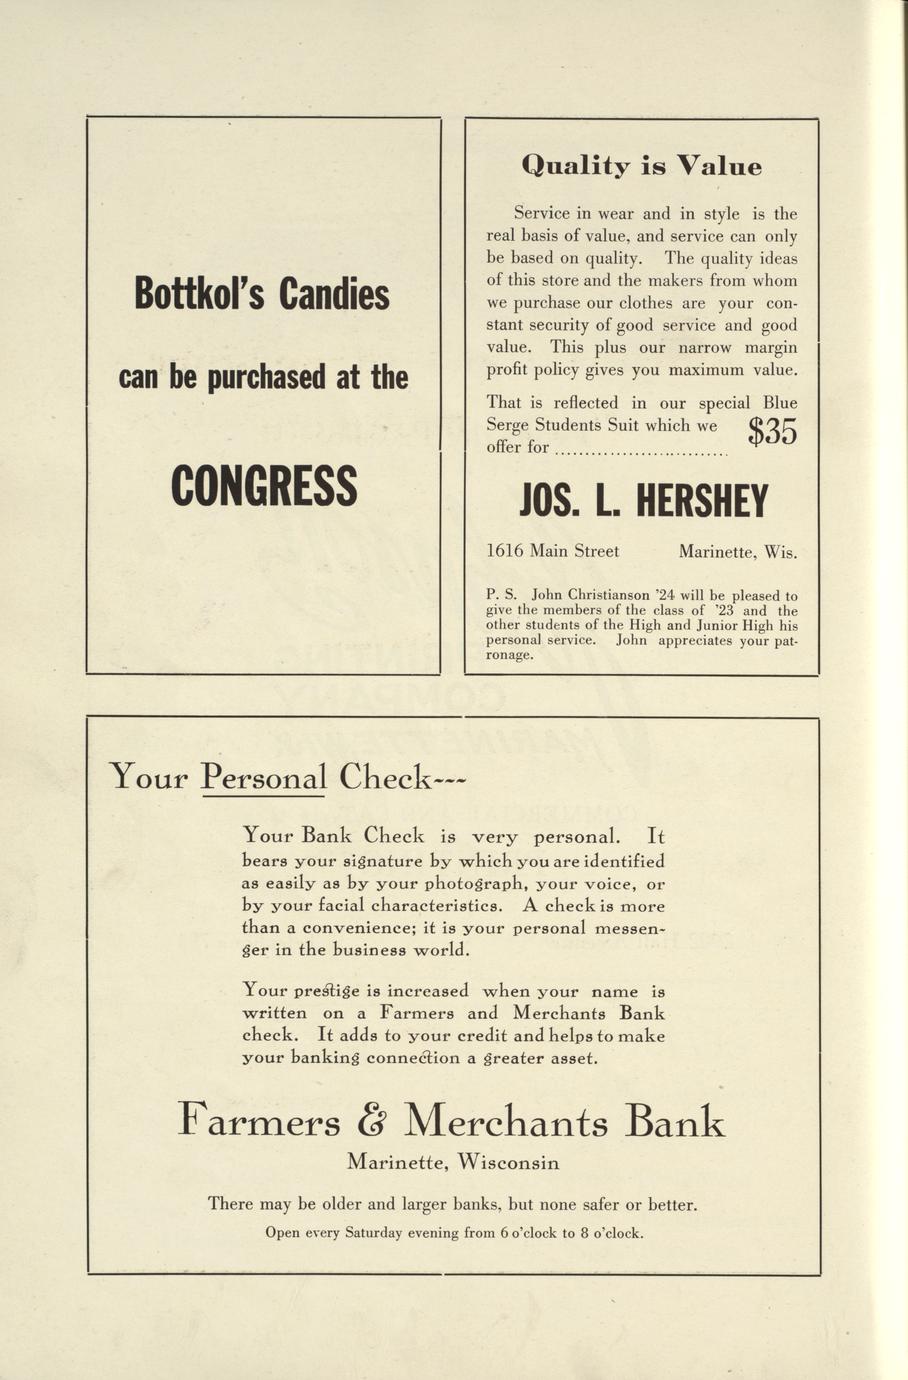 Bottkol's Candies
can be purchased at the
CONGRESS
Quality is Value
Service in wear and in style is the
real basis of value, and service can only
be based on quality. The quality ideas
of this store and the makers from whom
we purchase our clothes are your con-
stant security of good service and good
value. This plus our narrow margin
profit policy gives you maximum value.
That is reflected in our special Blue
Serge Students Suit which we
offer for ............................. $35
JOS. L. HERSHEY
1616 Main Street Marinette, Wis.
P. S. John Christianson '24 will be pleased to
give the members of the class of '23 and the
other students of the High and Junior High his
personal service. John appreciates your pat-
ronage.
Your Personal Check---
Your Bank Check is very personal. It
bears your signature by which you are identified
as easily as by your photograph, your voice, or
by your facial characteristics. A check is more
than a convenience; it is your personal messen-
ger in the business world.
Your prestige is increased when your name is
written on a Farmers and Merchants Bank
check. It adds to your credit and helps to make
your banking connection a greater asset.
Farmers & Merchants Bank
Marinette, Wisconsin
There may be older and larger banks, but none safer or better.
Open every Saturday evening from 6 o'clock to 8 o'clock.